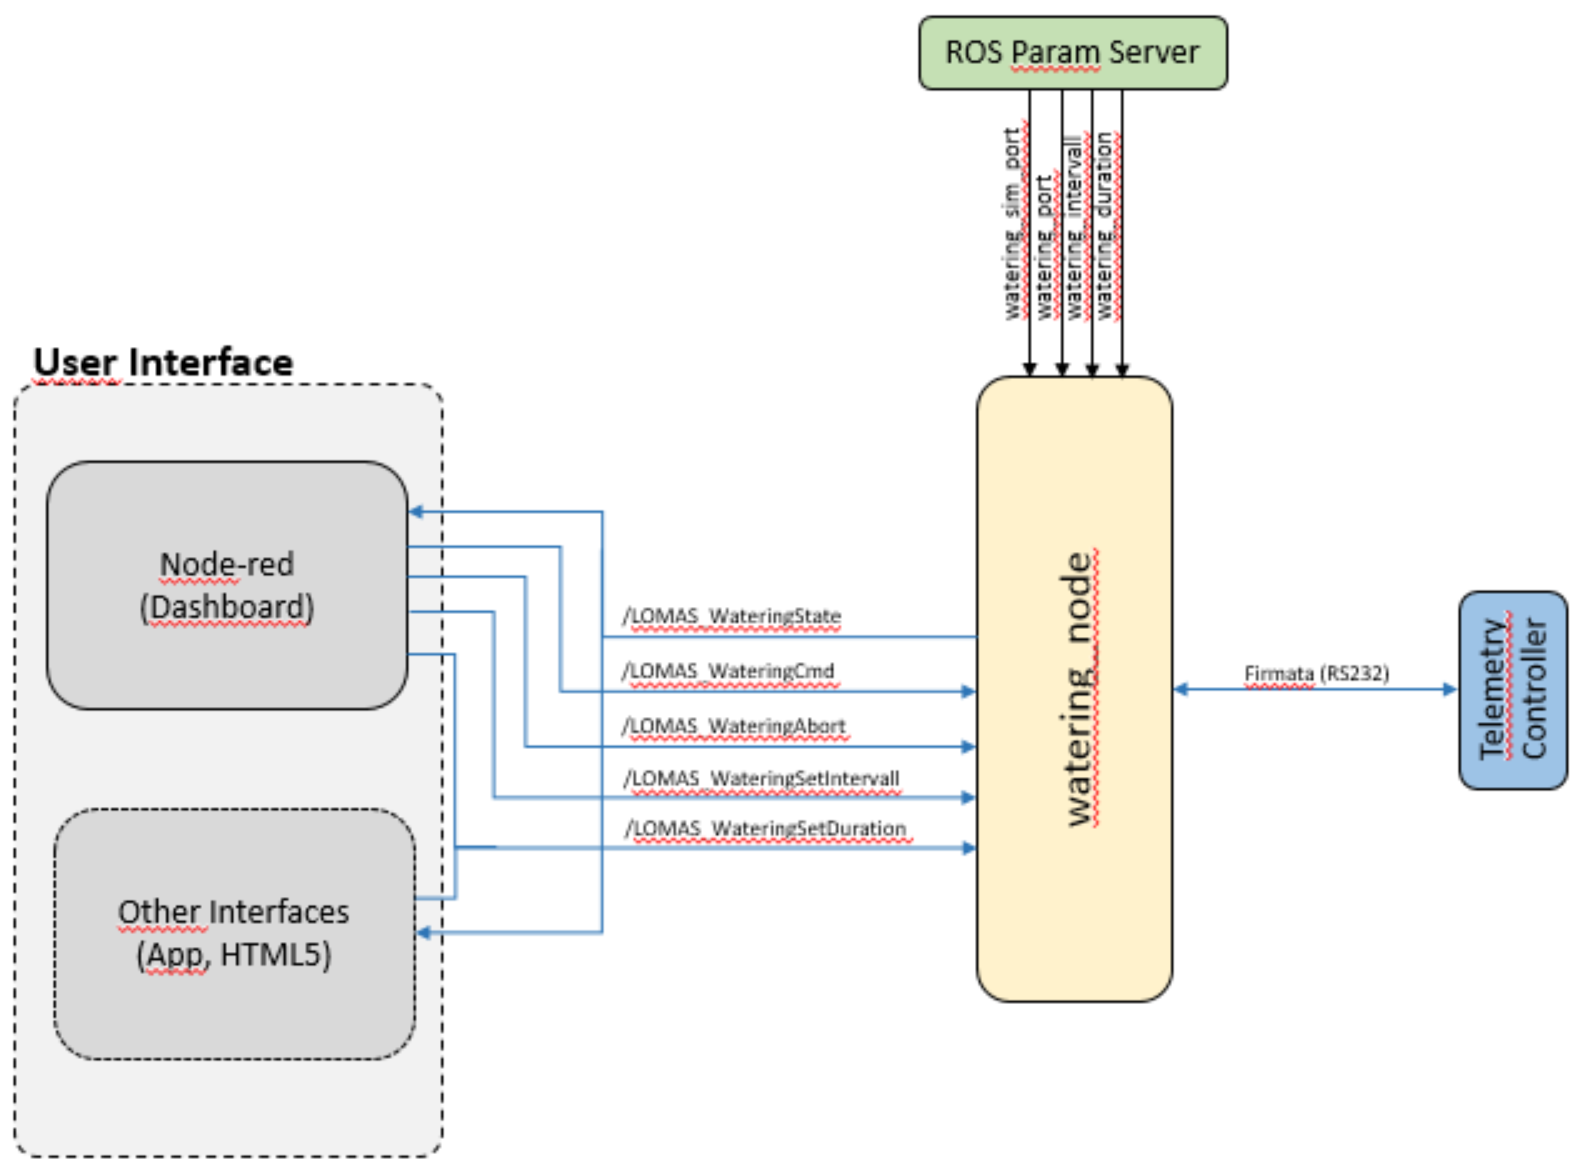 ROS Param Server
watering_sim_port
watering_port
watering_intervall
watering_duration
User Interface
Node-red
(Dashboard)
/LOMAS_WateringState
/LOMAS_WateringCmd
/LOMAS_WateringAbort
/LOMAS_WateringSetIntervall
/LOMAS_WateringSetDuration
watering_node
Firmata (RS232)
Telemetry
Controller
Other Interfaces
(App, HTML5)